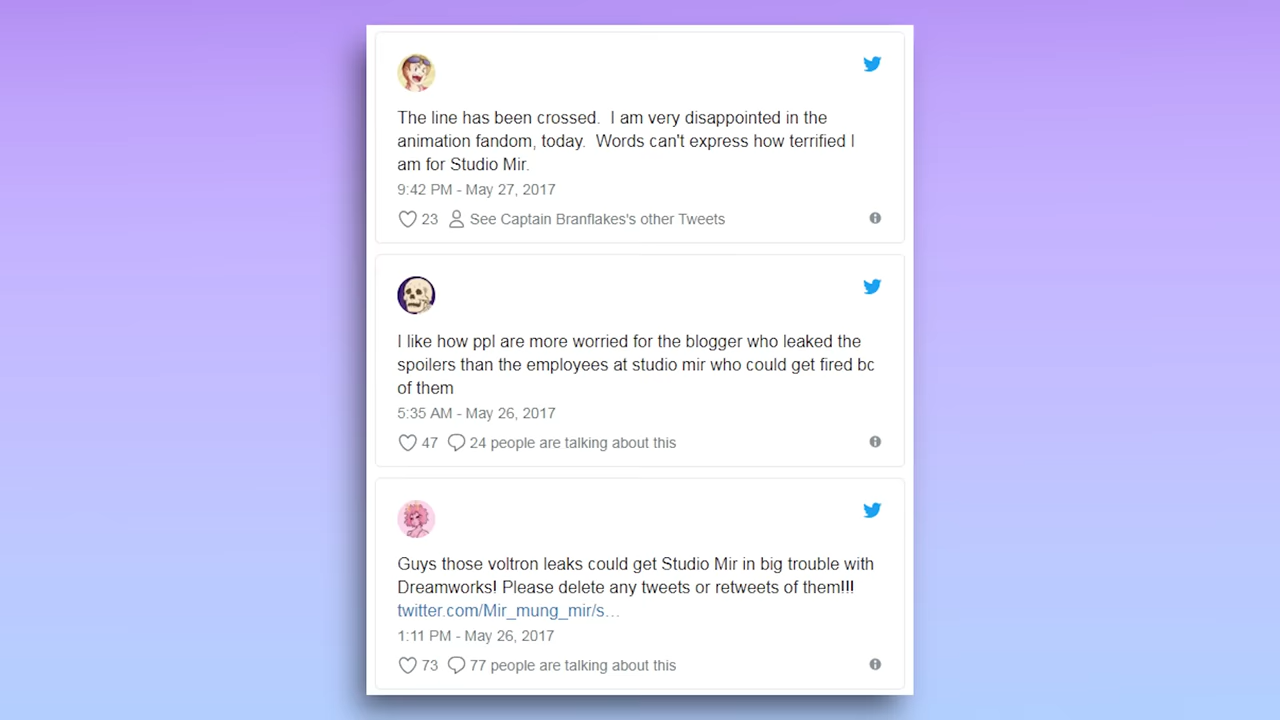 The line has been crossed.  I am very disappointed in the
animation fandom, today.  Words can't express how terrified I
am for Studio Mir.
9:42 PM - May 27, 2017
23 See Captain Branflakes's other Tweets
I like how ppl are more worried for the blogger who leaked the
spoilers than the employees at studio mir who could get fired bc
of them
5:35 AM - May 26, 2017
47 24 people are talking about this
Guys those voltron leaks could get Studio Mir in big trouble with
Dreamworks! Please delete any tweets or retweets of them!!!
twitter.com/Mir_mung_mir/s…
1:11 PM - May 26, 2017
73 77 people are talking about this